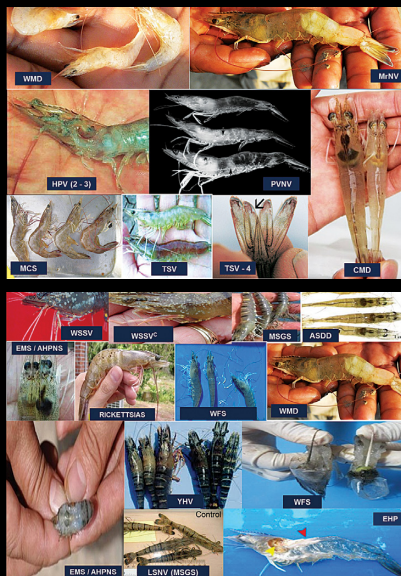 WMD
MrNV
HPV (2 - 3)
PVNV
MCS
TSV
TSV - 4
CMD
WSSV
WSSVᶜ
MSGS
ASDD
EMS / AHPNS
RICKETTSIAS
WFS
WMD
YHV
WFS
EMS / AHPNS
Control
LSNV (MSGS)
EHP